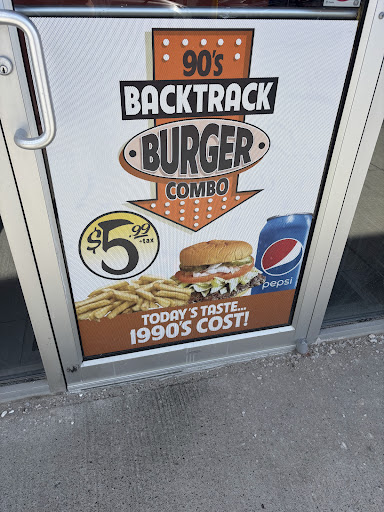 90's
BACKTRACK
• BURGER •
COMBO
$5.99
+tax
pepsi
TODAY'S TASTE...
1990'S COST!